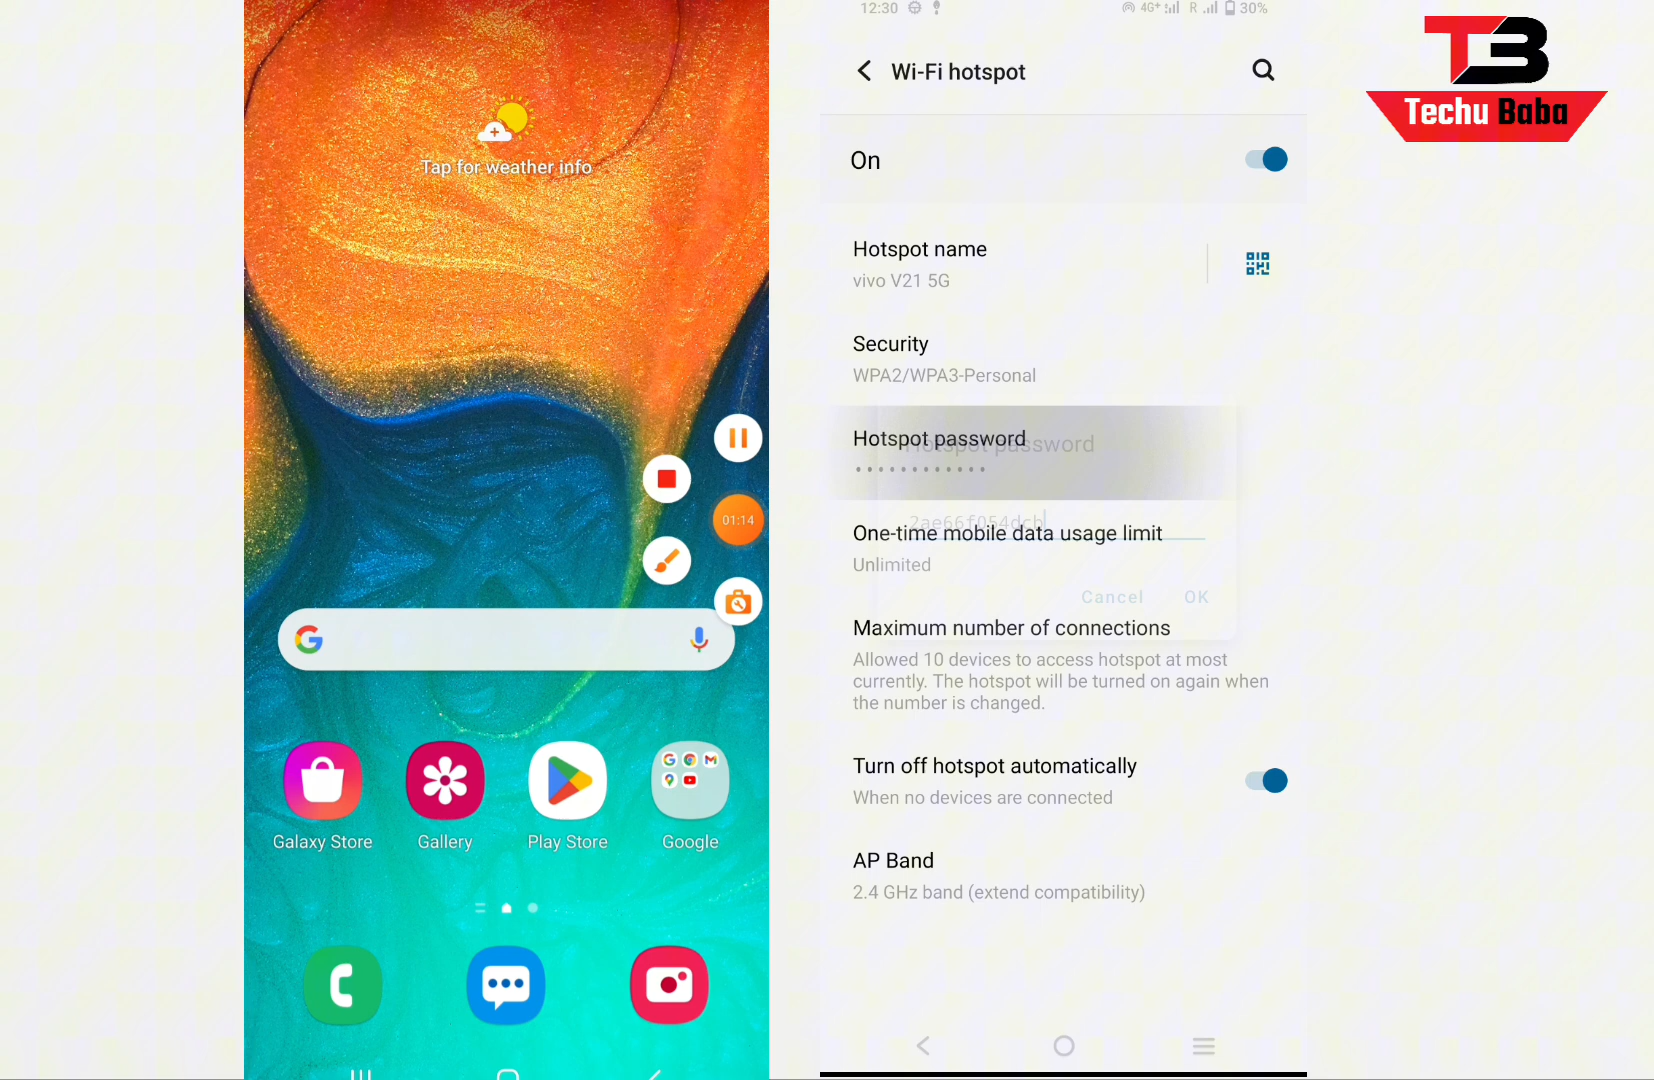 Tap for weather info
01:14
Galaxy Store
Gallery
Play Store
Google
12:30
4G+
R
30%
Wi-Fi hotspot
On
Hotspot name
vivo V21 5G
Security
WPA2/WPA3-Personal
Hotspot password
Hotspot password
••••••••••••
2ae66f054dcb
One-time mobile data usage limit
Unlimited
Cancel
OK
Maximum number of connections
Allowed 10 devices to access hotspot at most
currently. The hotspot will be turned on again when
the number is changed.
Turn off hotspot automatically
When no devices are connected
AP Band
2.4 GHz band (extend compatibility)
TB
Techu Baba